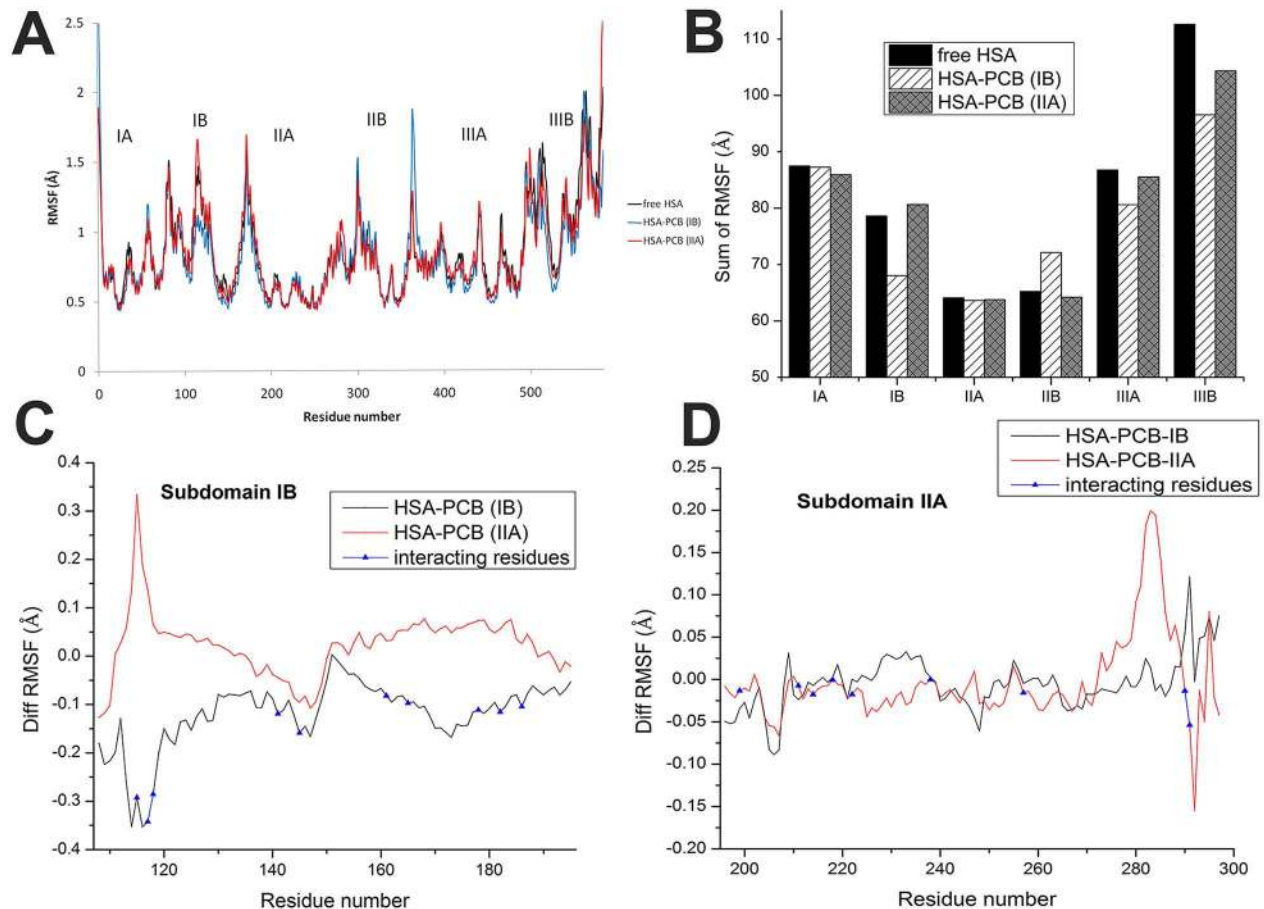 A
2.5
2
1.5
1
0.5
0
RMSF (Å)
IA
IB
IIA
IIB
IIIA
IIIB
0
100
200
300
400
500
Residue number
free HSA
HSA-PCB (IB)
HSA-PCB (IIA)
B
110
100
90
80
70
60
50
Sum of RMSF (Å)
free HSA
HSA-PCB (IB)
HSA-PCB (IIA)
IA
IB
IIA
IIB
IIIA
IIIB
C
0.4
0.3
0.2
0.1
0.0
-0.1
-0.2
-0.3
-0.4
Diff RMSF (Å)
Subdomain IB
HSA-PCB (IB)
HSA-PCB (IIA)
interacting residues
120
140
160
180
Residue number
D
HSA-PCB-IB
HSA-PCB-IIA
interacting residues
0.25
0.20
0.15
0.10
0.05
0.00
-0.05
-0.10
-0.15
-0.20
Diff RMSF (Å)
Subdomain IIA
200
220
240
260
280
300
Residue number